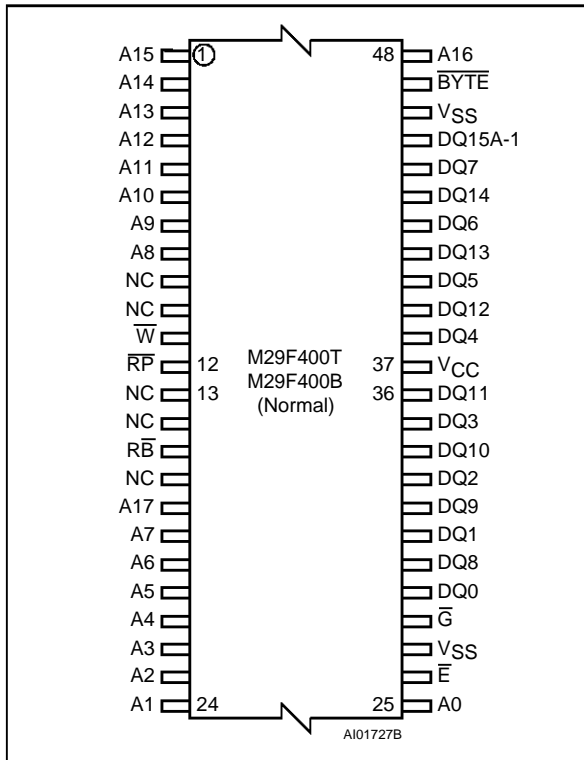 A15 1 48 A16
A14 B̅Y̅T̅E̅
A13 VSS
A12 DQ15A-1
A11 DQ7
A10 DQ14
A9 DQ6
A8 DQ13
NC DQ5
NC DQ12
W̅ DQ4
R̅P̅ 12 M29F400T 37 VCC
NC 13 M29F400B 36 DQ11
(Normal)
NC DQ3
RB̅ DQ10
NC DQ2
A17 DQ9
A7 DQ1
A6 DQ8
A5 DQ0
A4 G̅
A3 VSS
A2 E̅
A1 24 25 A0
AI01727B